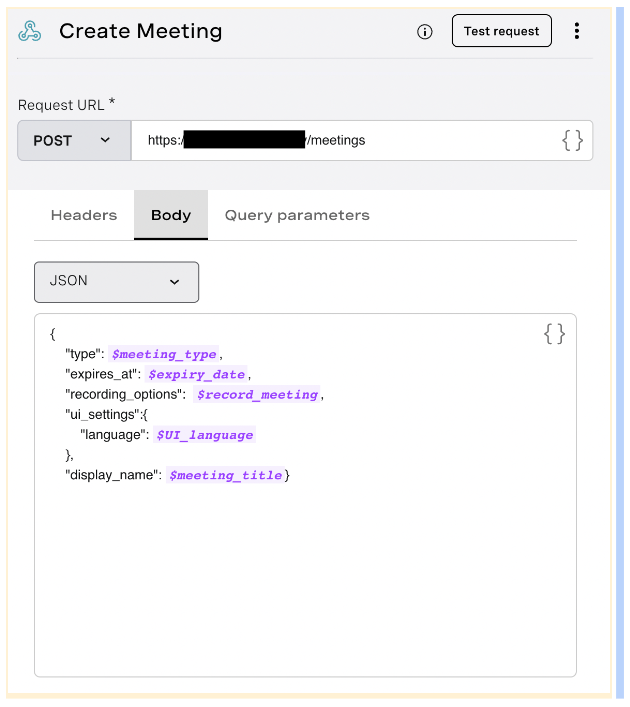 Create Meeting
Test request
Request URL *
POST
https:/ /meetings
{ }
Headers Body Query parameters
JSON
{ }
{
"type": $meeting_type,
"expires_at": $expiry_date,
"recording_options": $record_meeting,
"ui_settings":{
"language": $UI_language
},
"display_name": $meeting_title}